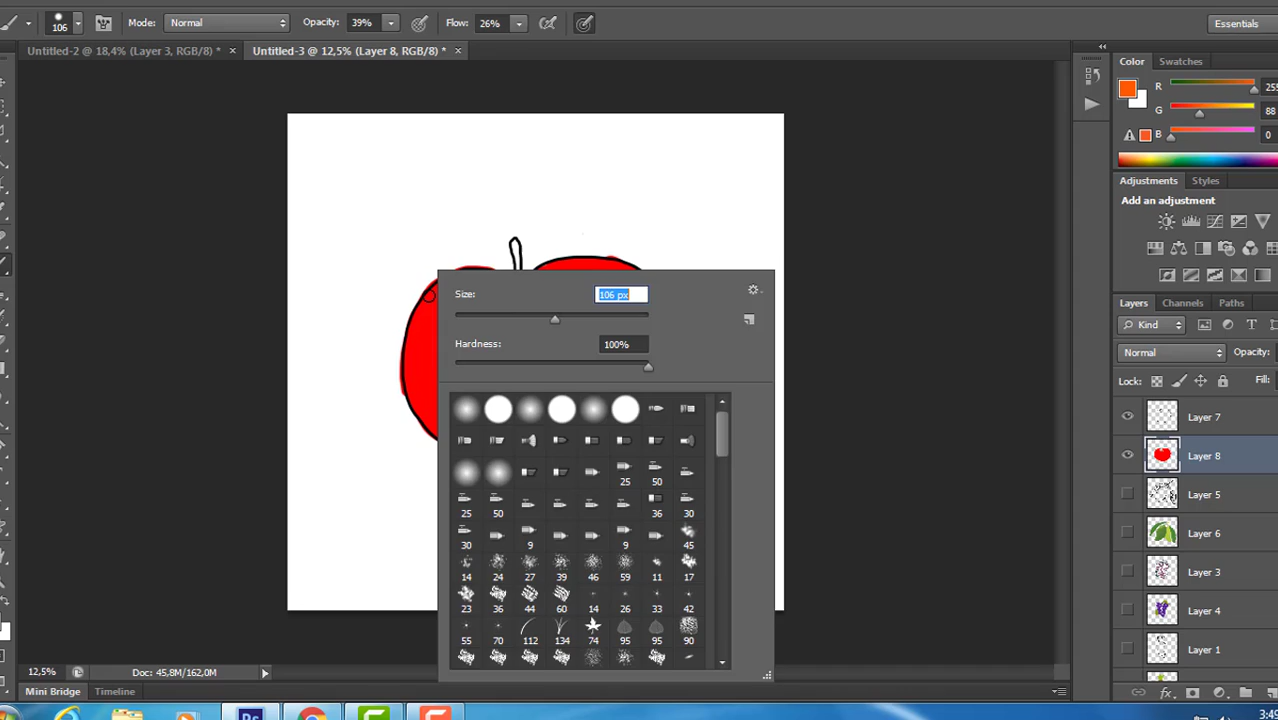 106 Mode: Normal Opacity: 39% Flow: 26% Essentials
Untitled-2 @ 18,4% (Layer 3, RGB/8) * × Untitled-3 @ 12,5% (Layer 8, RGB/8) * ×
Color Swatches
R 255
G 88
B 0
Adjustments Styles
Add an adjustment
Size: 106 px
Hardness: 100%
25 50
25 50 36 30
30 9 9 45
14 24 27 39 46 59 11 17
23 36 44 60 14 26 33 42
55 70 112 134 74 95 95 90
Layers Channels Paths
Kind
Normal Opacity:
Lock: Fill:
Layer 7
Layer 8
Layer 5
Layer 6
Layer 3
Layer 4
Layer 1
fx
12,5% Doc: 45,8M/162,0M
Mini Bridge Timeline
Ps